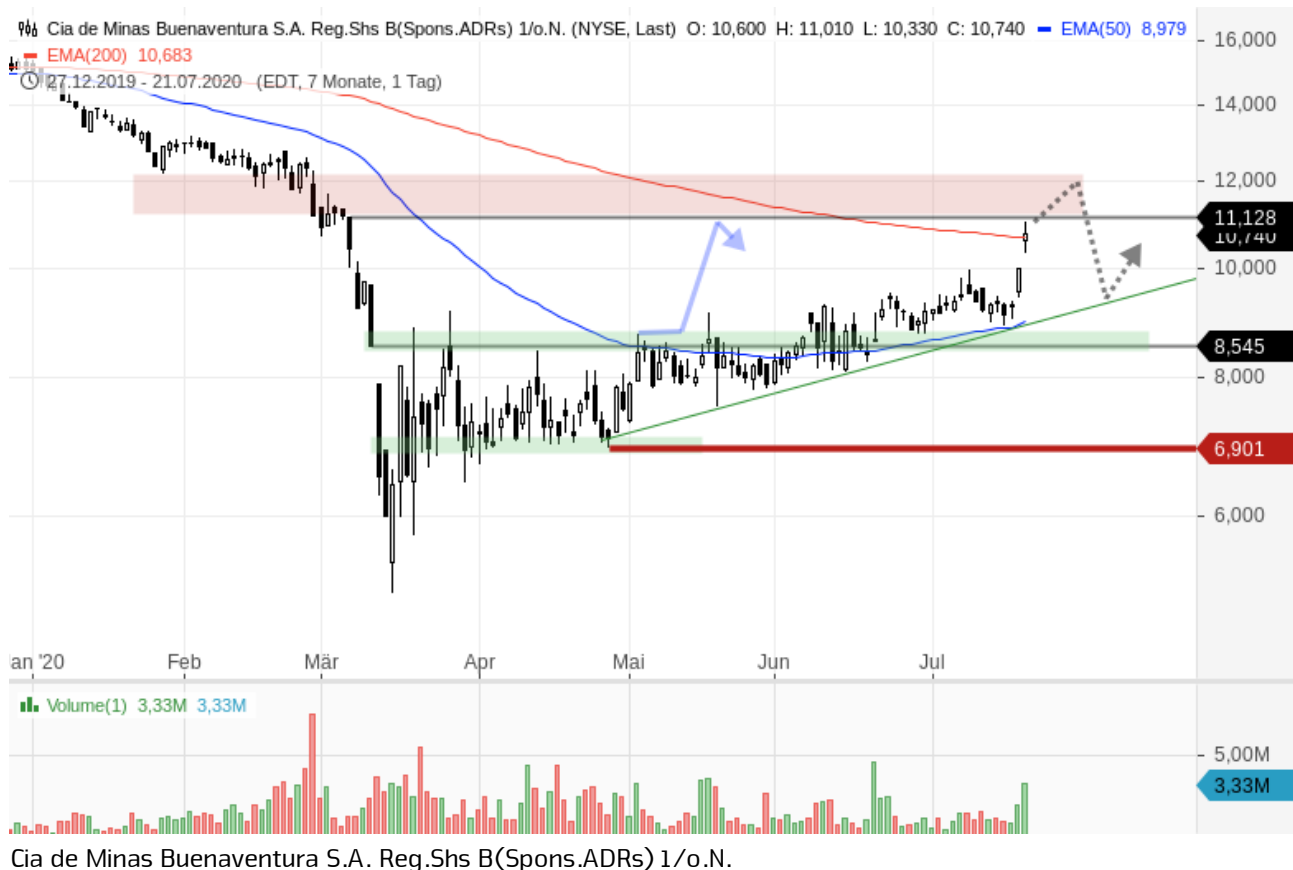 Cia de Minas Buenaventura S.A. Reg.Shs B(Spons.ADRs) 1/o.N. (NYSE, Last) O: 10,600 H: 11,010 L: 10,330 C: 10,740 EMA(50) 8,979
EMA(200) 10,683
27.12.2019 - 21.07.2020 (EDT, 7 Monate, 1 Tag)
16,000
14,000
12,000
11,128
10,740
10,000
8,545
8,000
6,901
6,000
an '20 Feb Mär Apr Mai Jun Jul
Volume(1) 3,33M 3,33M
5,00M
3,33M
Cia de Minas Buenaventura S.A. Reg.Shs B(Spons.ADRs) 1/o.N.